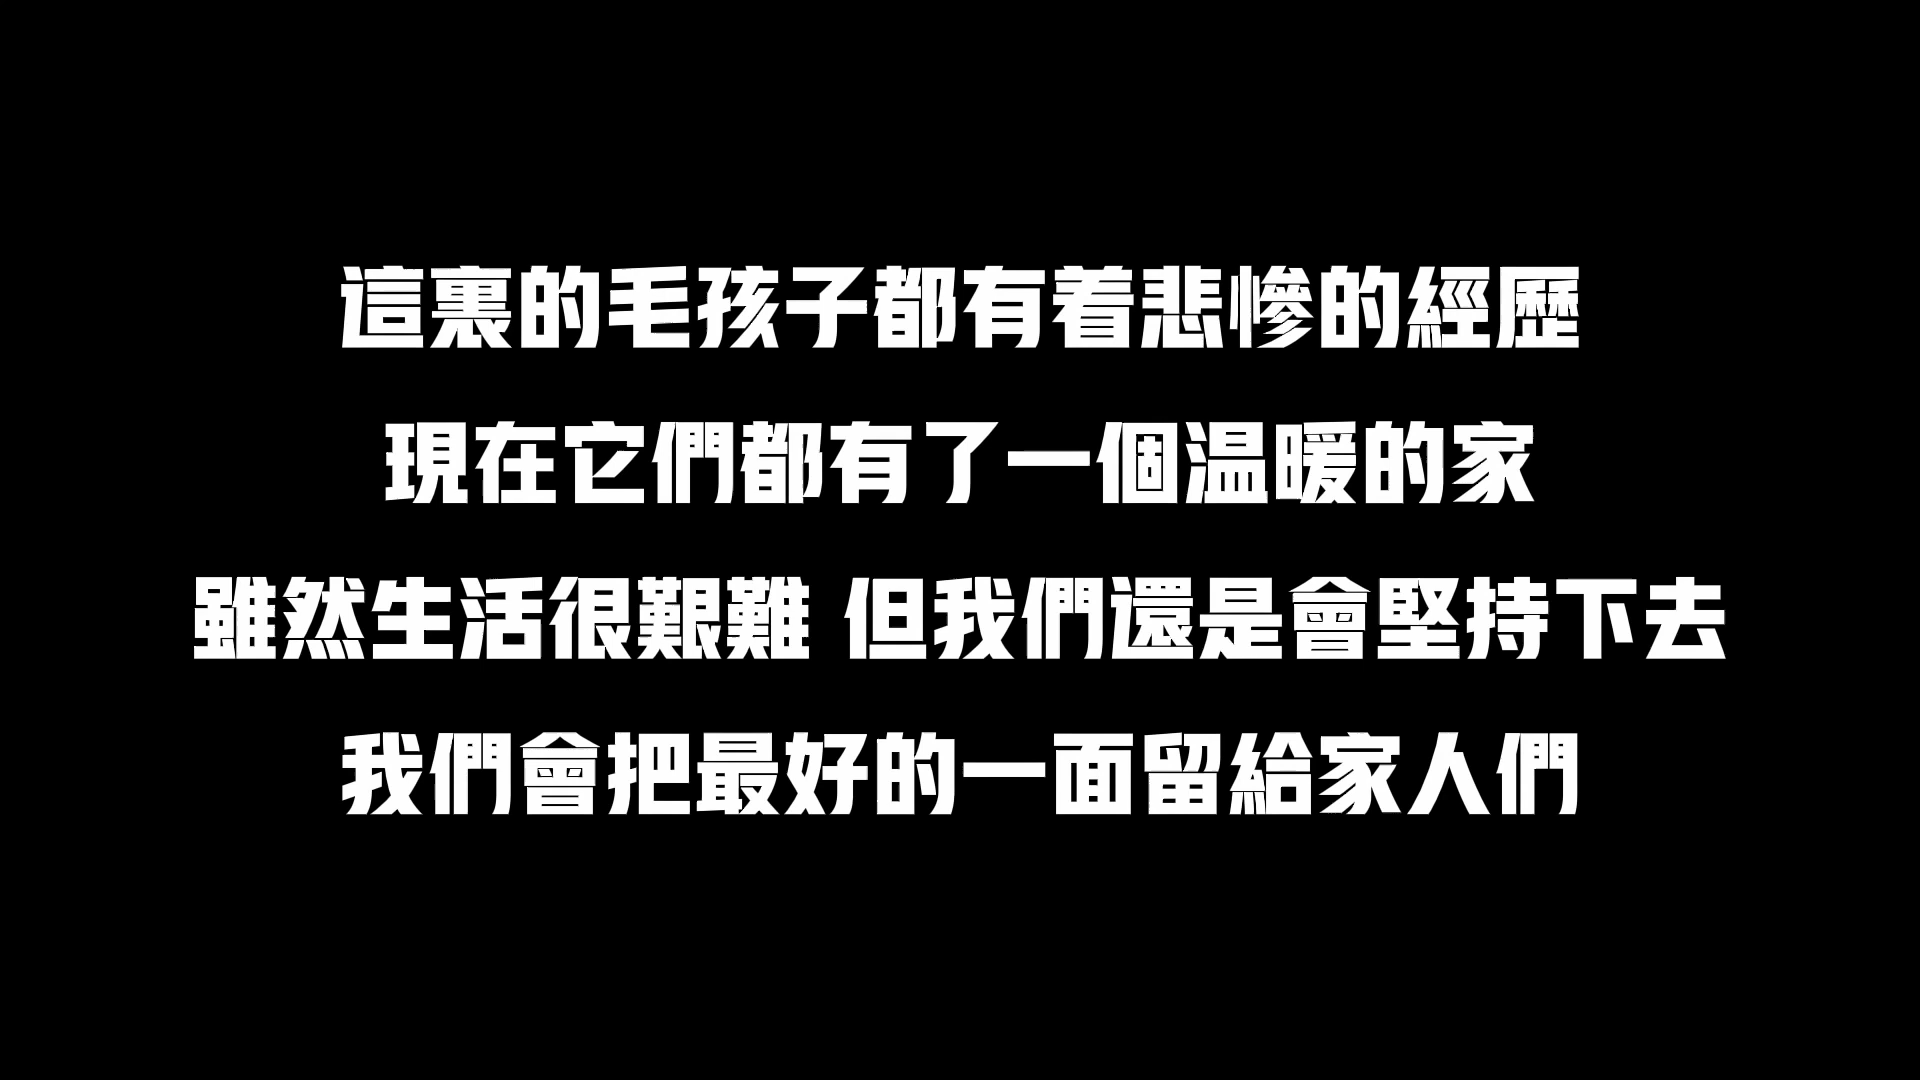 這裏的毛孩子都有着悲慘的經歷
現在它們都有了一個温暖的家
雖然生活很艱難 但我們還是會堅持下去
我們會把最好的一面留給家人們